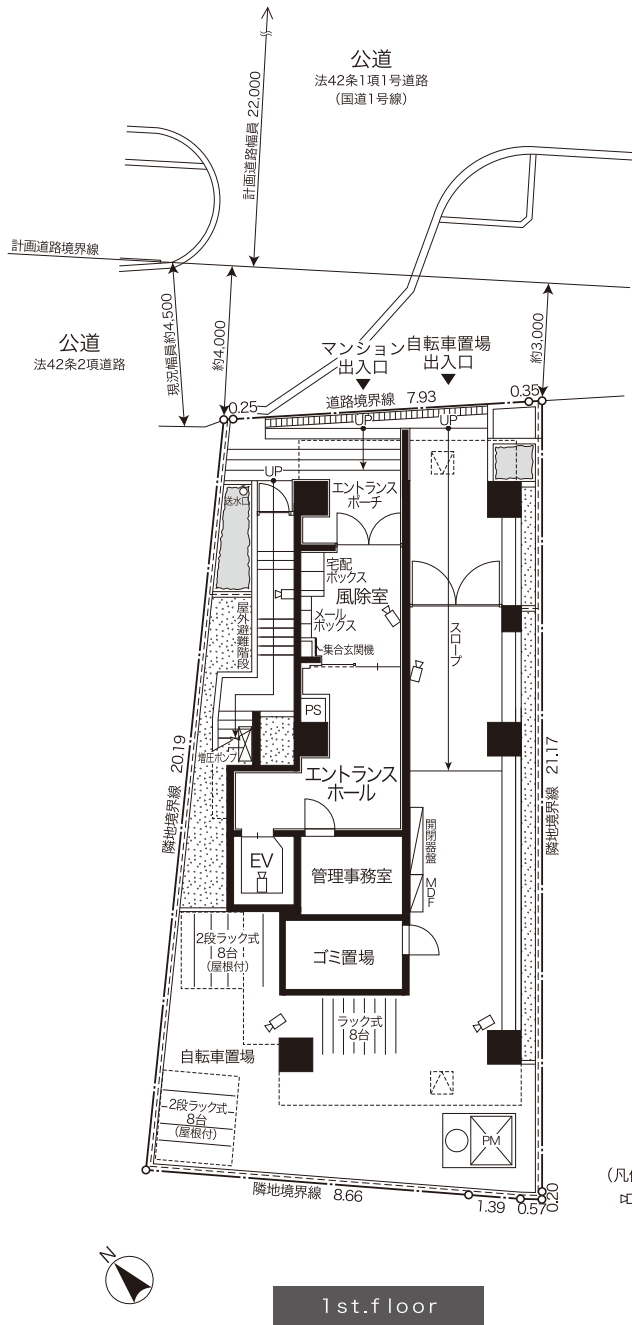 公道
法42条1項1号道路
（国道1号線）
計画道路幅員 22,000
計画道路境界線
公道
法42条2項道路
現況幅員約4.500
約4.000
約3,000
マンション
出入口
自転車置場
出入口
0.25
道路境界線 7.93
0.35
UP
UP
UP
送水口
エントランス
ポーチ
宅配
ボックス
風除室
メール
ボックス
集合玄関機
屋外避難階段
スロープ
PS
増圧ポンプ
エントランス
ホール
隣地境界線 20.19
隣地境界線 21.17
EV
管理事務室
開閉器盤
MDF
ゴミ置場
2段ラック式
8台
（屋根付）
ラック式
8台
自転車置場
2段ラック式
8台
（屋根付）
PM
隣地境界線 8.66
1.39
0.57
0.20
N
1st.floor